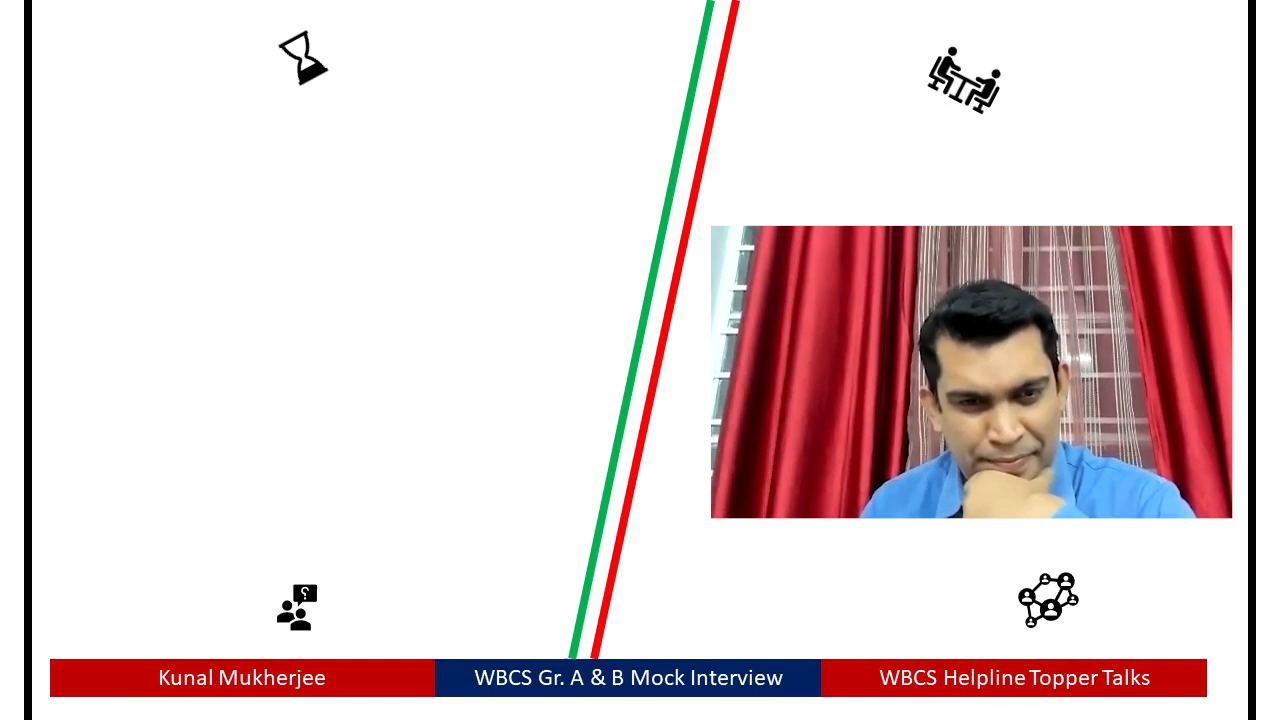 Kunal Mukherjee
WBCS Gr. A & B Mock Interview
WBCS Helpline Topper Talks